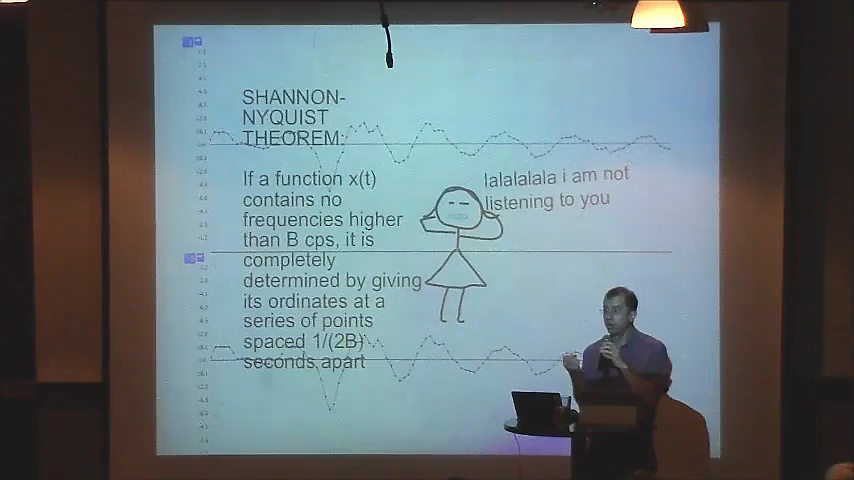 SHANNON-
NYQUIST
THEOREM:
If a function x(t)
contains no
frequencies higher
than B cps, it is
completely
determined by giving
its ordinates at a
series of points
spaced 1/(2B)
seconds apart
lalalalala i am not
listening to you